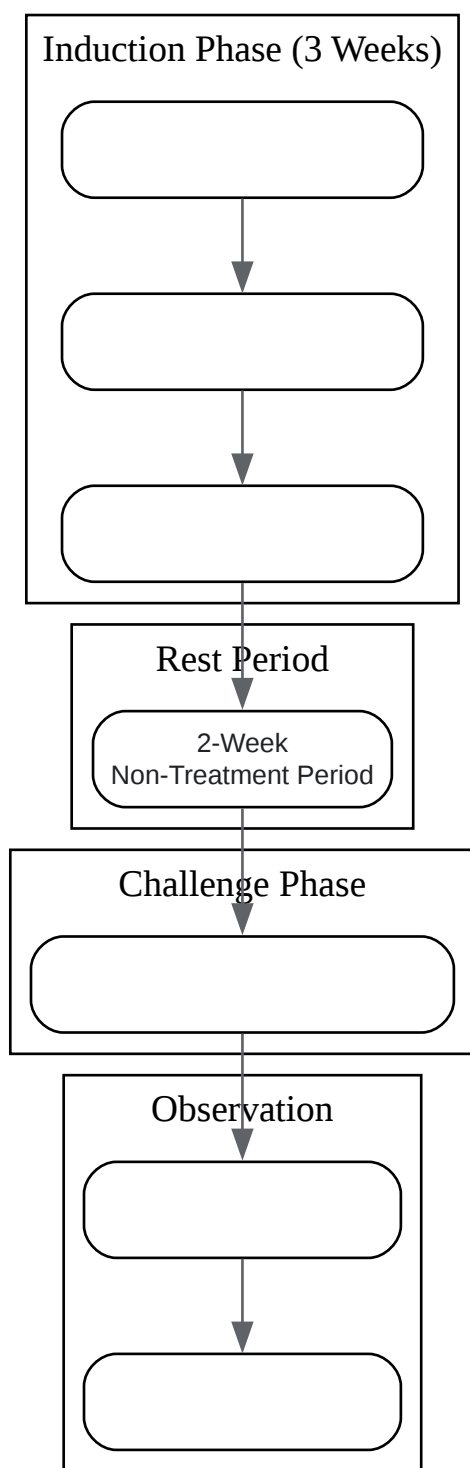 Induction Phase (3 Weeks)
Rest Period
2-Week
Non-Treatment Period
Challenge Phase
Observation